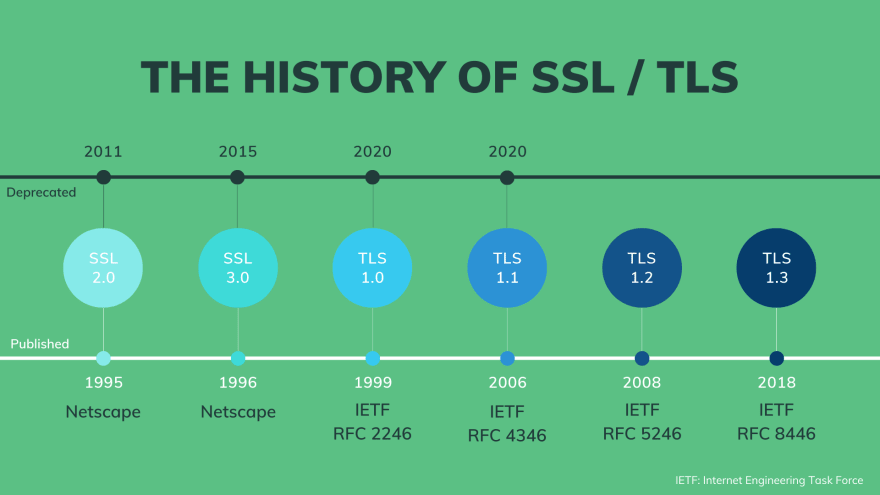 THE HISTORY OF SSL / TLS
2011 2015 2020 2020
Deprecated
SSL SSL TLS TLS TLS TLS
2.0 3.0 1.0 1.1 1.2 1.3
Published
1995 1996 1999 2006 2008 2018
Netscape Netscape IETF IETF IETF IETF
RFC 2246 RFC 4346 RFC 5246 RFC 8446
IETF: Internet Engineering Task Force